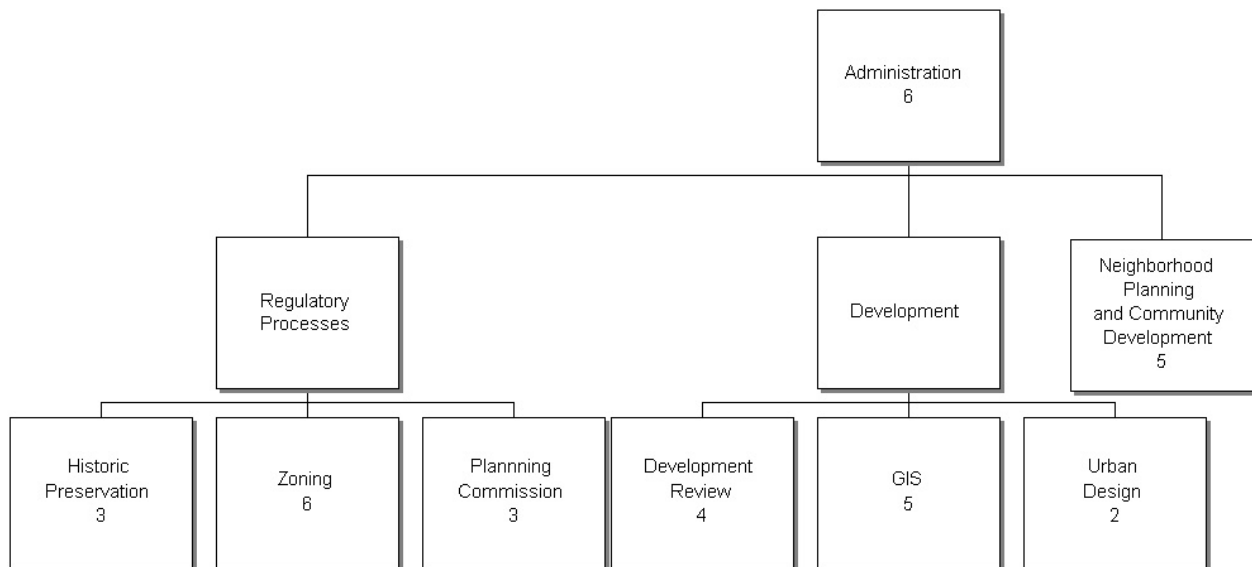 Administration
6
Regulatory
Processes
Development
Neighborhood
Planning
and Community
Development
5
Historic
Preservation
3
Zoning
6
Plannning
Commission
3
Development
Review
4
GIS
5
Urban
Design
2